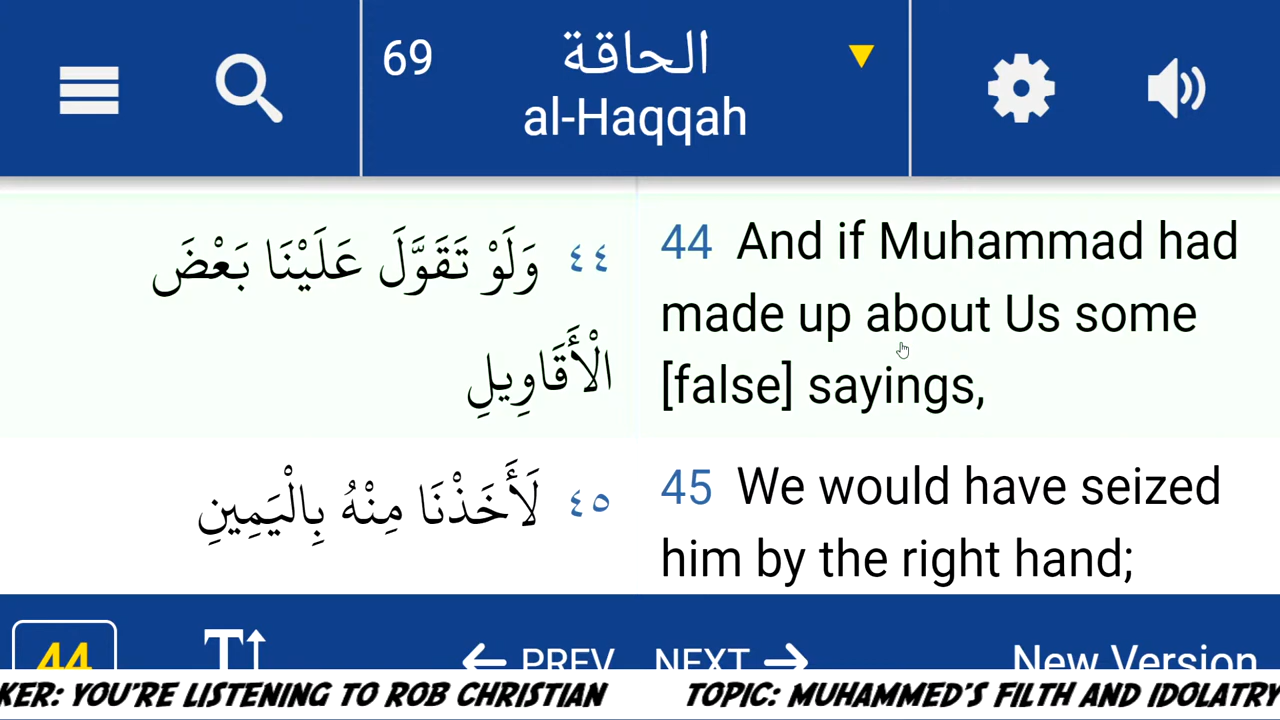 69
الحاقة
al-Haqqah
٤٤ وَلَوْ تَقَوَّلَ عَلَيْنَا بَعْضَ
الْأَقَاوِيلِ
44 And if Muhammad had
made up about Us some
[false] sayings,
٤٥ لَأَخَذْنَا مِنْهُ بِالْيَمِينِ
45 We would have seized
him by the right hand;
44
T
← PREV
NEXT →
New Version
KER: YOU'RE LISTENING TO ROB CHRISTIAN
TOPIC: MUHAMMED'S FILTH AND IDOLATRY